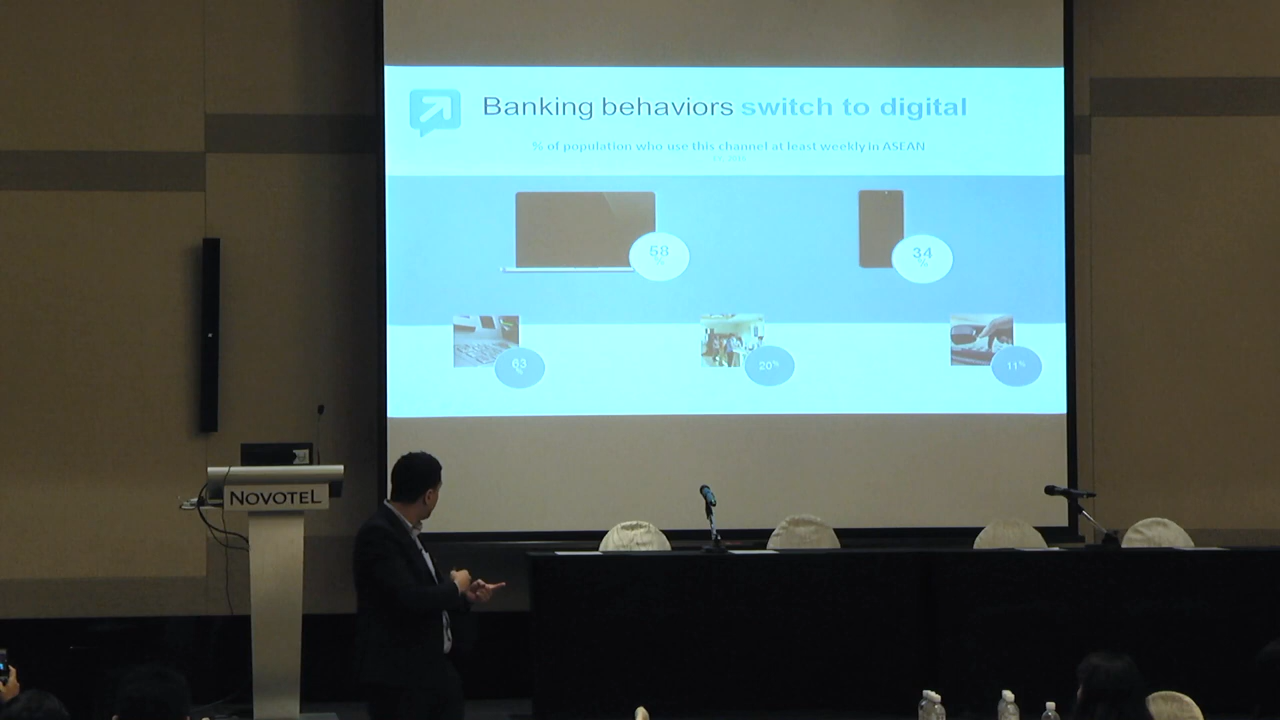 Banking behaviors switch to digital
% of population who use this channel at least weekly in ASEAN
58
%
34
%
63
%
20%
11%
NOVOTEL